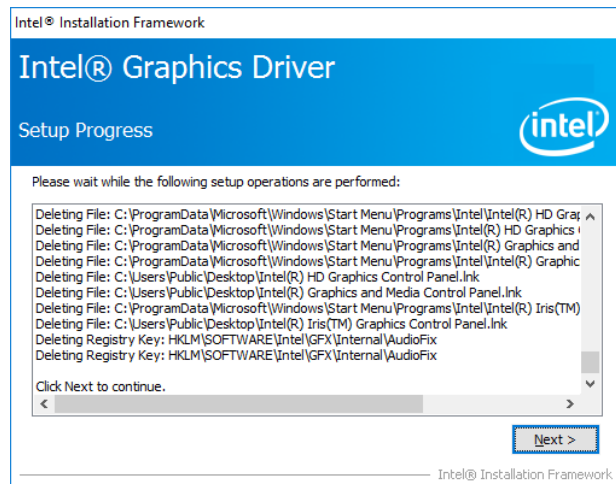 Intel® Installation Framework
Intel® Graphics Driver
Setup Progress
intel
Please wait while the following setup operations are performed:
Deleting File: C:\ProgramData\Microsoft\Windows\Start Menu\Programs\Intel\Intel(R) HD Grap
Deleting File: C:\ProgramData\Microsoft\Windows\Start Menu\Programs\Intel(R) HD Graphics
Deleting File: C:\ProgramData\Microsoft\Windows\Start Menu\Programs\Intel(R) Graphics and
Deleting File: C:\ProgramData\Microsoft\Windows\Start Menu\Programs\Intel\Intel(R) Graphic
Deleting File: C:\Users\Public\Desktop\Intel(R) HD Graphics Control Panel.lnk
Deleting File: C:\Users\Public\Desktop\Intel(R) Graphics and Media Control Panel.lnk
Deleting File: C:\ProgramData\Microsoft\Windows\Start Menu\Programs\Intel\Intel(R) Iris(TM)
Deleting File: C:\Users\Public\Desktop\Intel(R) Iris(TM) Graphics Control Panel.lnk
Deleting Registry Key: HKLM\SOFTWARE\Intel\GFX\Internal\AudioFix
Deleting Registry Key: HKLM\SOFTWARE\Intel\GFX\Internal\AudioFix
Click Next to continue.
Next >
Intel® Installation Framework